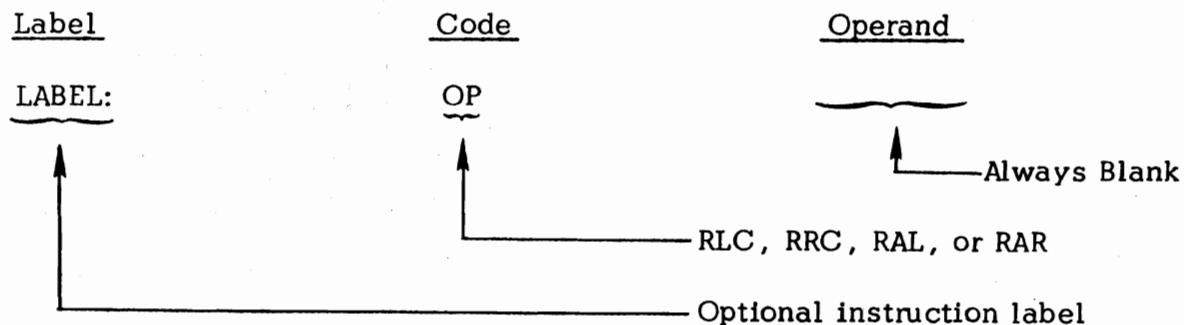 Label Code Operand
LABEL: OP
Always Blank
RLC, RRC, RAL, or RAR
Optional instruction label